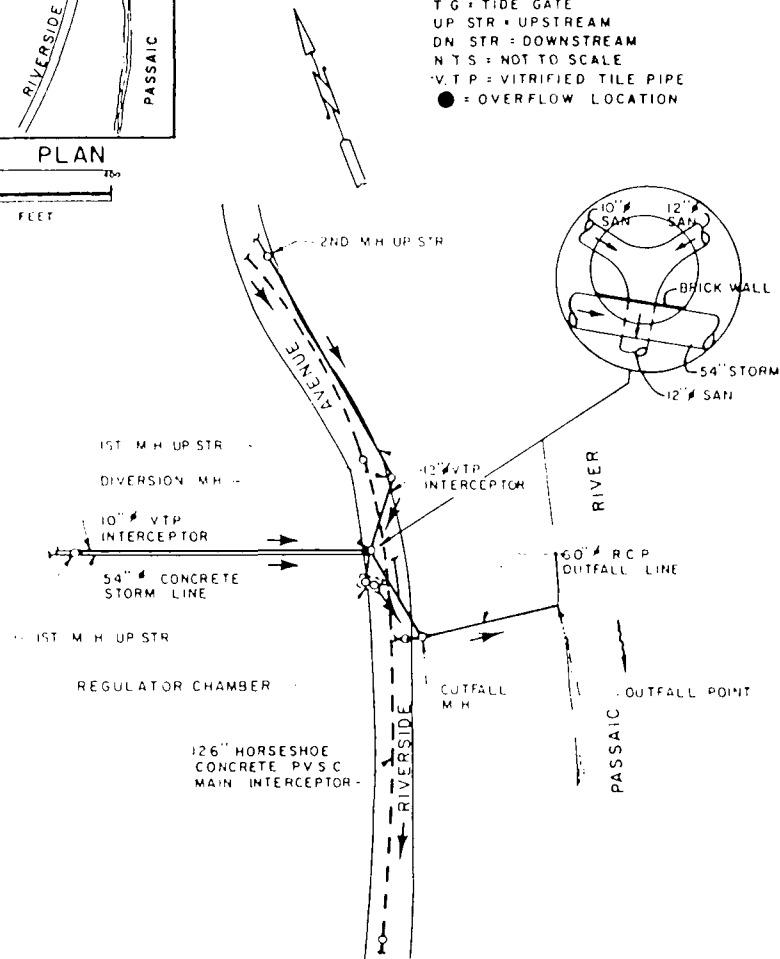 RIVERSIDE
PASSAIC
PLAN
FEET
T G = TIDE GATE
UP STR = UPSTREAM
DN STR = DOWNSTREAM
N T S = NOT TO SCALE
V.T P = VITRIFIED TILE PIPE
= OVERFLOW LOCATION
2ND M H UP STR
10"ø SAN
12"ø SAN
BRICK WALL
54" STORM
12"ø SAN
AVENUE
1ST M H UP STR
DIVERSION M H
12"ø VTP
INTERCEPTOR
RIVER
10"ø VTP
INTERCEPTOR
54"ø CONCRETE
STORM LINE
60"ø R C P
OUTFALL LINE
1ST M H UP STR
REGULATOR CHAMBER
OUTFALL
M H
OUTFALL POINT
PASSAIC
RIVERSIDE
126" HORSESHOE
CONCRETE P V S C
MAIN INTERCEPTOR